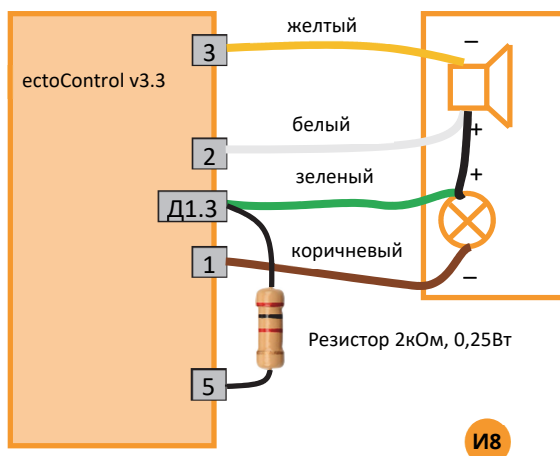 желтый
3
−
ectoControl v3.3
белый
2
+
зеленый
+
Д1.3
коричневый
1
−
Резистор 2кОм, 0,25Вт
5
И8